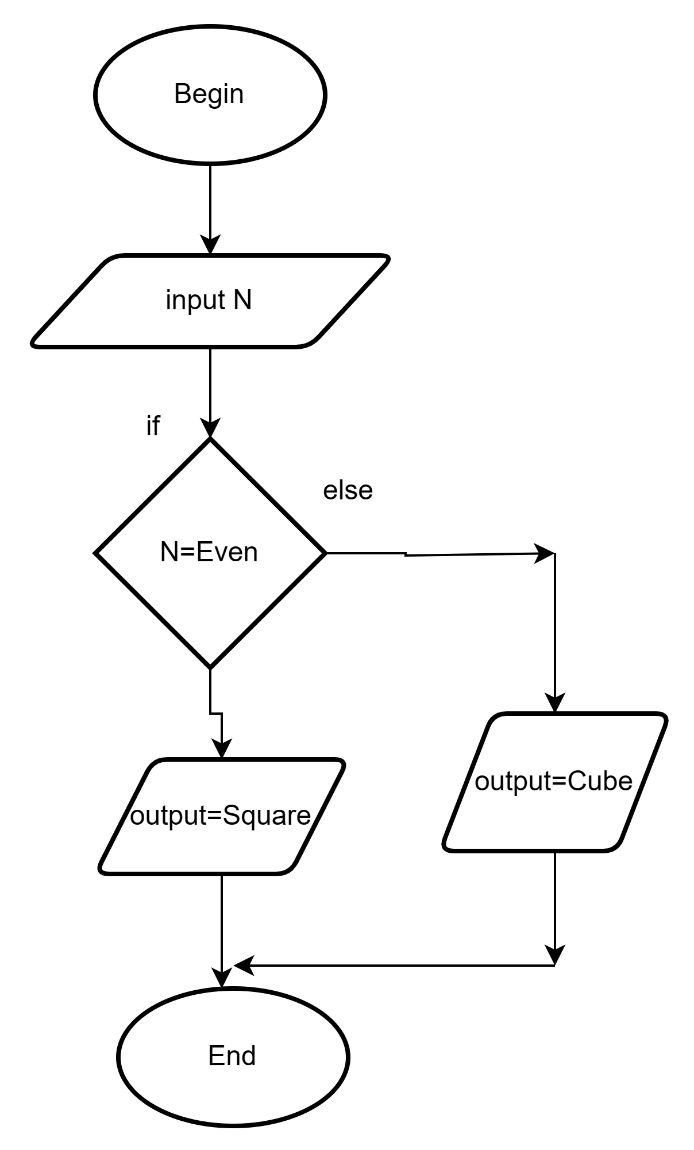 Begin
input N
if
else
N=Even
output=Cube
output=Square
End